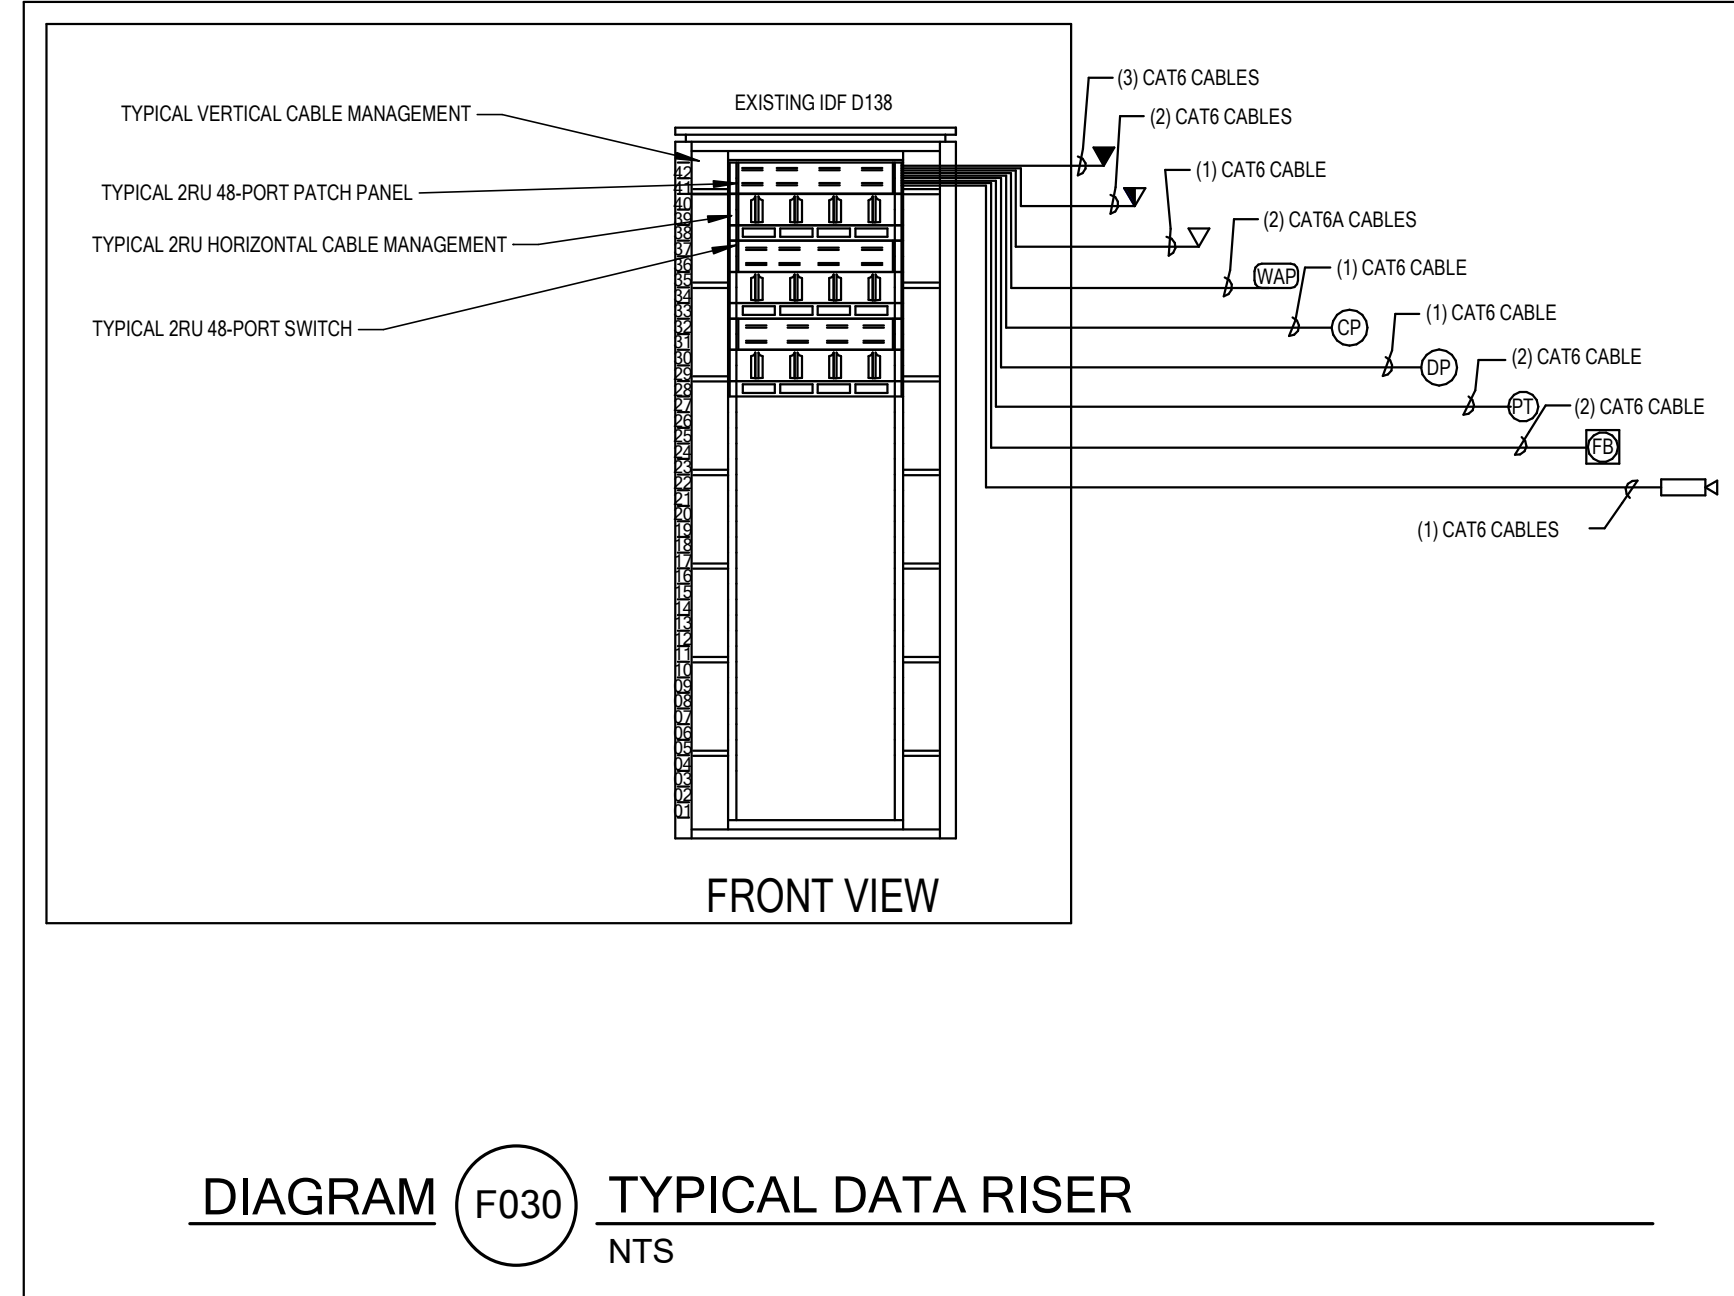 (3) CAT6 CABLES
EXISTING IDF D138
TYPICAL VERTICAL CABLE MANAGEMENT
(2) CAT6 CABLES
(1) CAT6 CABLE
TYPICAL 2RU 48-PORT PATCH PANEL
(2) CAT6A CABLES
TYPICAL 2RU HORIZONTAL CABLE MANAGEMENT
WAP
(1) CAT6 CABLE
(1) CAT6 CABLE
TYPICAL 2RU 48-PORT SWITCH
CP
(2) CAT6 CABLE
DP
PT
(2) CAT6 CABLE
FB
(1) CAT6 CABLES
42
41
40
39
38
37
36
35
34
33
32
31
30
29
28
27
26
25
24
23
22
21
20
19
18
17
16
15
14
13
12
11
10
09
08
07
06
05
04
03
02
01
FRONT VIEW
DIAGRAM F030 TYPICAL DATA RISER
NTS